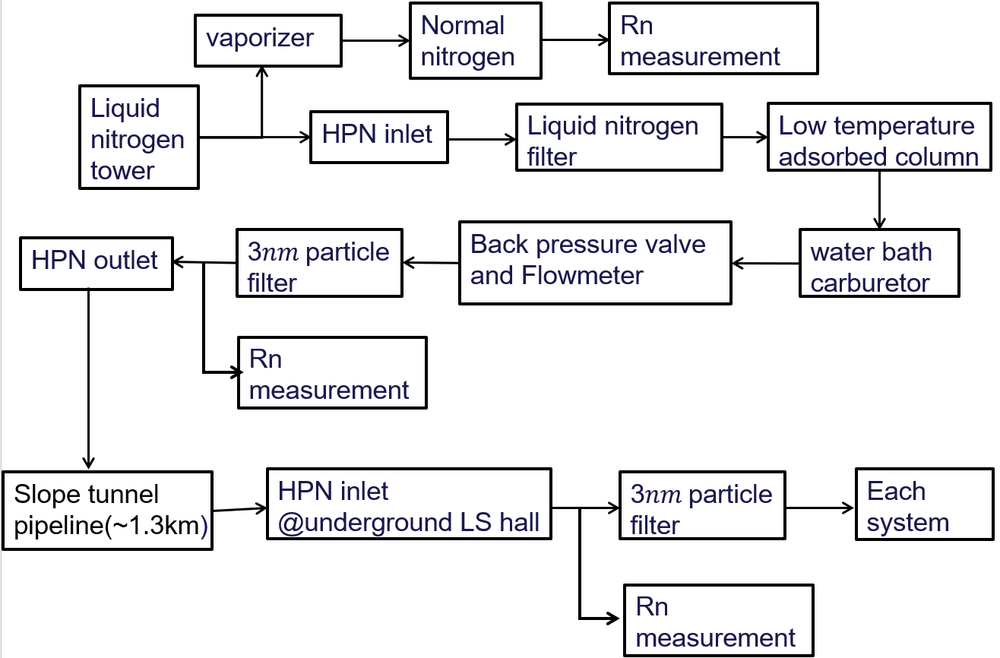 vaporizer
Normal
nitrogen
Rn
measurement
Liquid
nitrogen
tower
HPN inlet
Liquid nitrogen
filter
Low temperature
adsorbed column
HPN outlet
3nm particle
filter
Back pressure valve
and Flowmeter
water bath
carburetor
Rn
measurement
Slope tunnel
pipeline(~1.3km)
HPN inlet
@underground LS hall
3nm particle
filter
Each
system
Rn
measurement